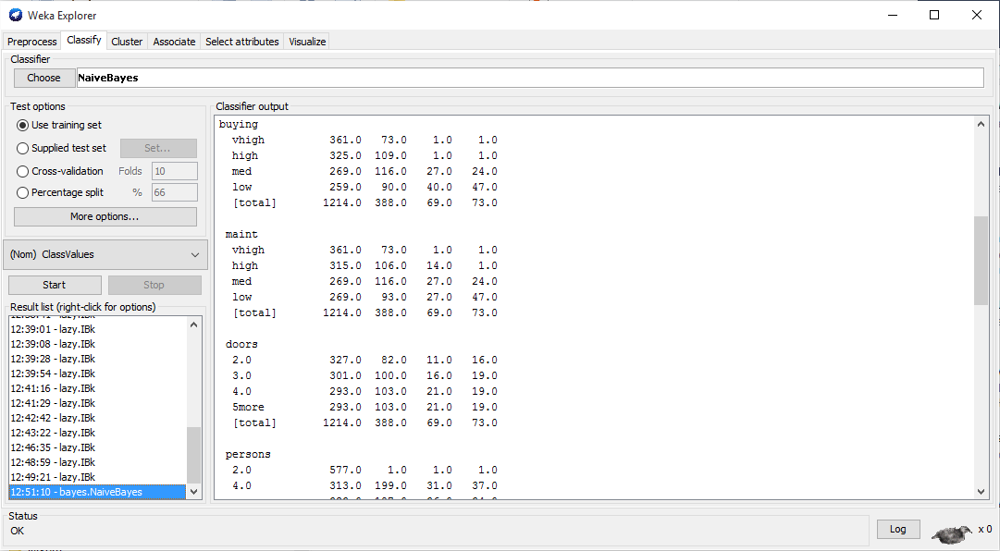 Weka Explorer
Preprocess Classify Cluster Associate Select attributes Visualize
Classifier
Choose NaiveBayes
Test options
Use training set
Supplied test set Set...
Cross-validation Folds 10
Percentage split % 66
More options...
(Nom) ClassValues
Start Stop
Result list (right-click for options)
12:39:01 - lazy.IBk
12:39:08 - lazy.IBk
12:39:28 - lazy.IBk
12:39:54 - lazy.IBk
12:41:16 - lazy.IBk
12:41:29 - lazy.IBk
12:42:42 - lazy.IBk
12:43:22 - lazy.IBk
12:46:35 - lazy.IBk
12:48:59 - lazy.IBk
12:49:21 - lazy.IBk
12:51:10 - bayes.NaiveBayes
Classifier output
buying
vhigh 361.0 73.0 1.0 1.0
high 325.0 109.0 1.0 1.0
med 269.0 116.0 27.0 24.0
low 259.0 90.0 40.0 47.0
[total] 1214.0 388.0 69.0 73.0
maint
vhigh 361.0 73.0 1.0 1.0
high 315.0 106.0 14.0 1.0
med 269.0 116.0 27.0 24.0
low 269.0 93.0 27.0 47.0
[total] 1214.0 388.0 69.0 73.0
doors
2.0 327.0 82.0 11.0 16.0
3.0 301.0 100.0 16.0 19.0
4.0 293.0 103.0 21.0 19.0
5more 293.0 103.0 21.0 19.0
[total] 1214.0 388.0 69.0 73.0
persons
2.0 577.0 1.0 1.0 1.0
4.0 313.0 199.0 31.0 37.0
Status
OK
Log x 0